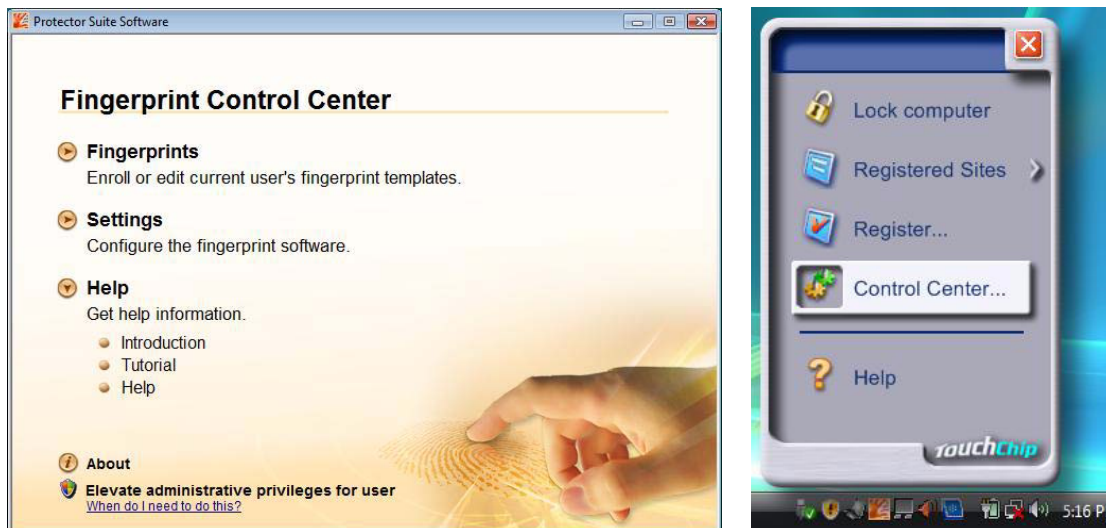 Protector Suite Software
Fingerprint Control Center
Fingerprints
Enroll or edit current user's fingerprint templates.
Settings
Configure the fingerprint software.
Help
Get help information.
Introduction
Tutorial
Help
About
Elevate administrative privileges for user
When do I need to do this?
Lock computer
Registered Sites
Register...
Control Center...
Help
TouchChip
5:16 P